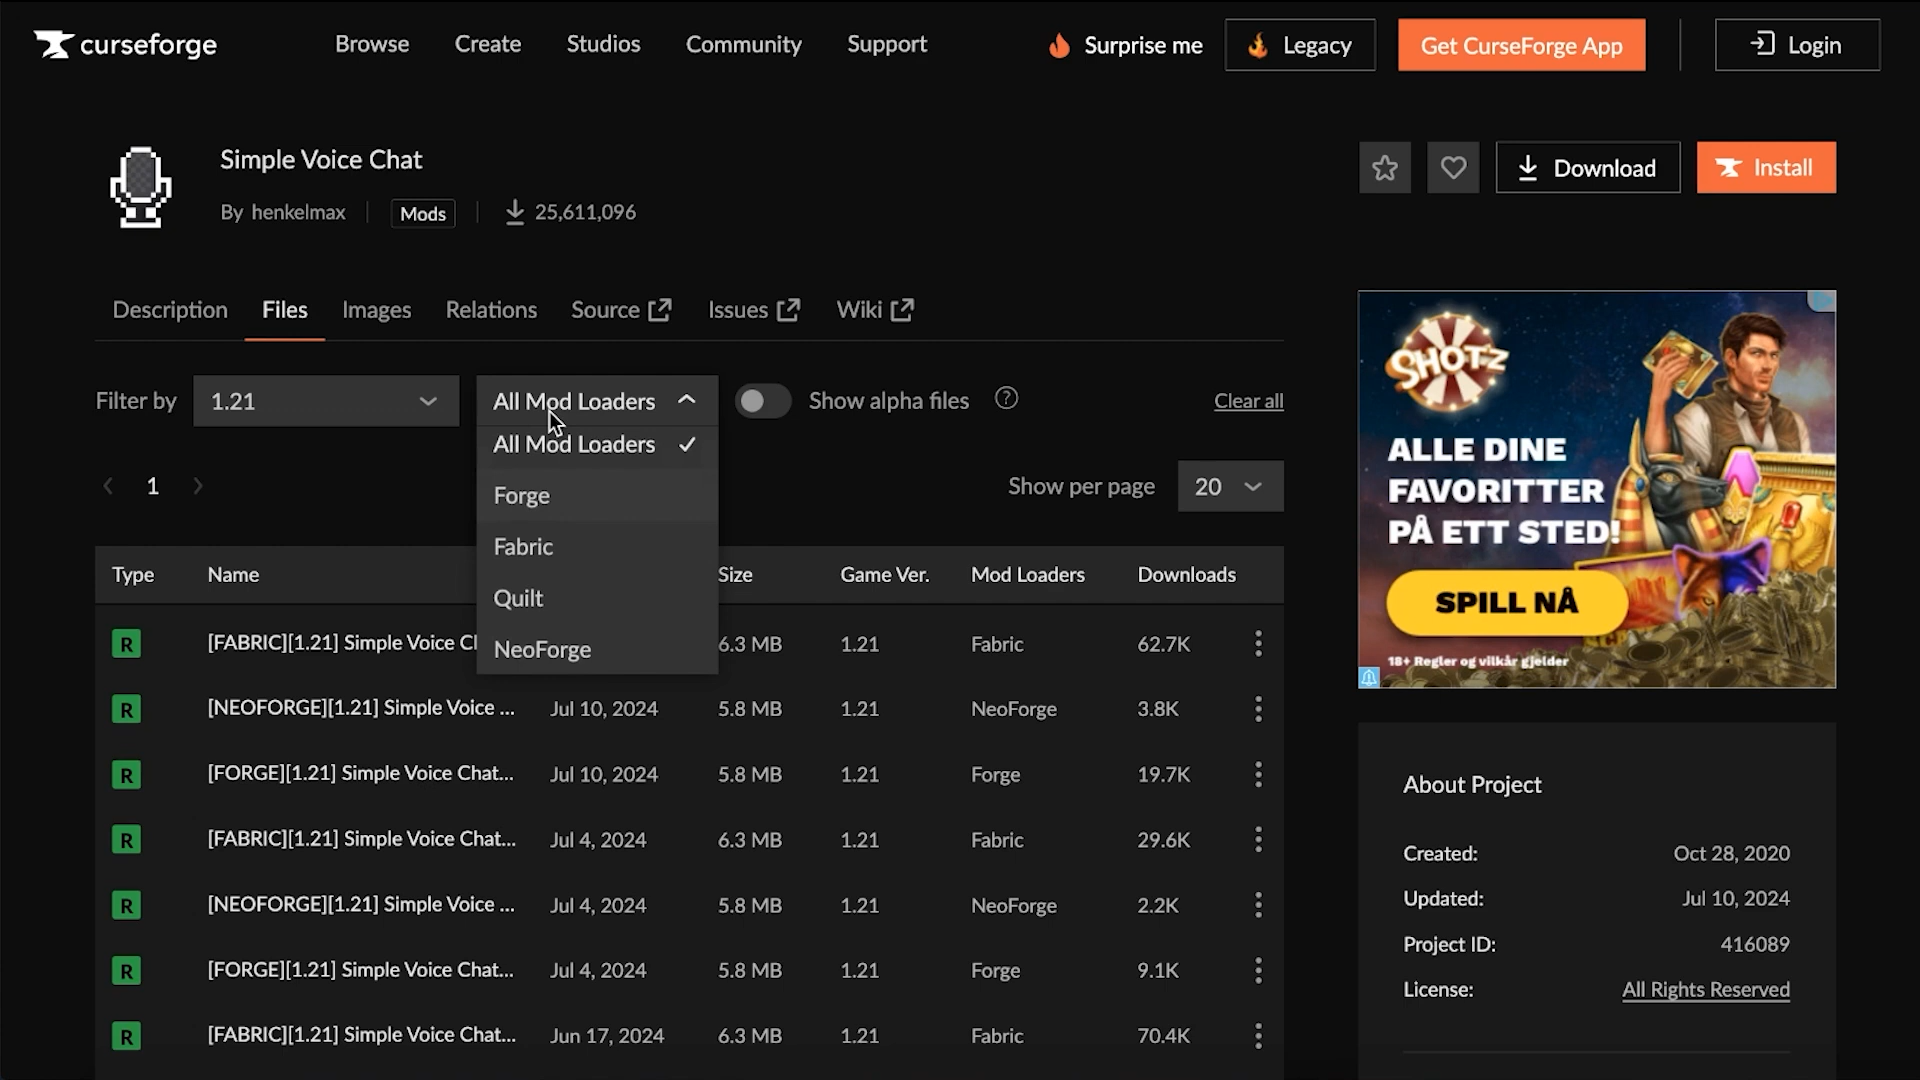 curseforge
Browse
Create
Studios
Community
Support
Surprise me
Legacy
Get CurseForge App
Login
Simple Voice Chat
By henkelmax
Mods
25,611,096
Download
Install
Description
Files
Images
Relations
Source
Issues
Wiki
Filter by
1.21
All Mod Loaders
Show alpha files
?
Clear all
All Mod Loaders
Forge
Fabric
Quilt
NeoForge
1
Show per page
20
Type Name Size Game Ver. Mod Loaders Downloads
R [FABRIC][1.21] Simple Voice 6.3 MB 1.21 Fabric 62.7K
R [NEOFORGE][1.21] Simple Voice ... Jul 10, 2024 5.8 MB 1.21 NeoForge 3.8K
R [FORGE][1.21] Simple Voice Chat... Jul 10, 2024 5.8 MB 1.21 Forge 19.7K
R [FABRIC][1.21] Simple Voice Chat... Jul 4, 2024 6.3 MB 1.21 Fabric 29.6K
R [NEOFORGE][1.21] Simple Voice ... Jul 4, 2024 5.8 MB 1.21 NeoForge 2.2K
R [FORGE][1.21] Simple Voice Chat... Jul 4, 2024 5.8 MB 1.21 Forge 9.1K
R [FABRIC][1.21] Simple Voice Chat... Jun 17, 2024 6.3 MB 1.21 Fabric 70.4K
SHOTZ
ALLE DINE
FAVORITTER
PÅ ETT STED!
SPILL NÅ
18+ Regler og vilkår gjelder
About Project
Created: Oct 28, 2020
Updated: Jul 10, 2024
Project ID: 416089
License: All Rights Reserved